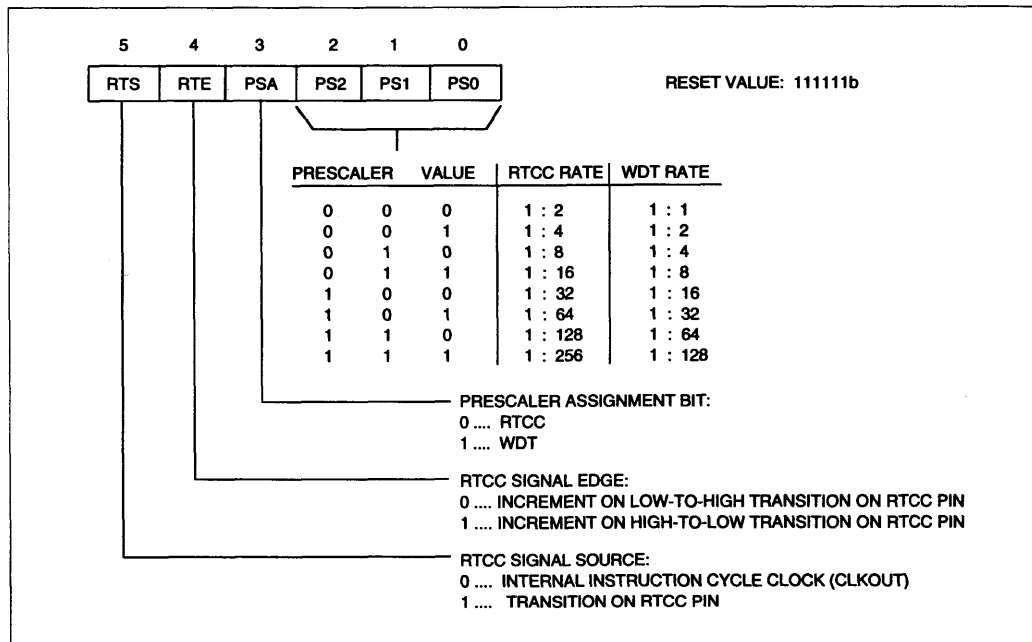 5 4 3 2 1 0
RTS RTE PSA PS2 PS1 PS0 RESET VALUE: 111111b
PRESCALER VALUE RTCC RATE WDT RATE
0 0 0 1 : 2 1 : 1
0 0 1 1 : 4 1 : 2
0 1 0 1 : 8 1 : 4
0 1 1 1 : 16 1 : 8
1 0 0 1 : 32 1 : 16
1 0 1 1 : 64 1 : 32
1 1 0 1 : 128 1 : 64
1 1 1 1 : 256 1 : 128
PRESCALER ASSIGNMENT BIT:
0 .... RTCC
1 .... WDT
RTCC SIGNAL EDGE:
0 .... INCREMENT ON LOW-TO-HIGH TRANSITION ON RTCC PIN
1 .... INCREMENT ON HIGH-TO-LOW TRANSITION ON RTCC PIN
RTCC SIGNAL SOURCE:
0 .... INTERNAL INSTRUCTION CYCLE CLOCK (CLKOUT)
1 .... TRANSITION ON RTCC PIN